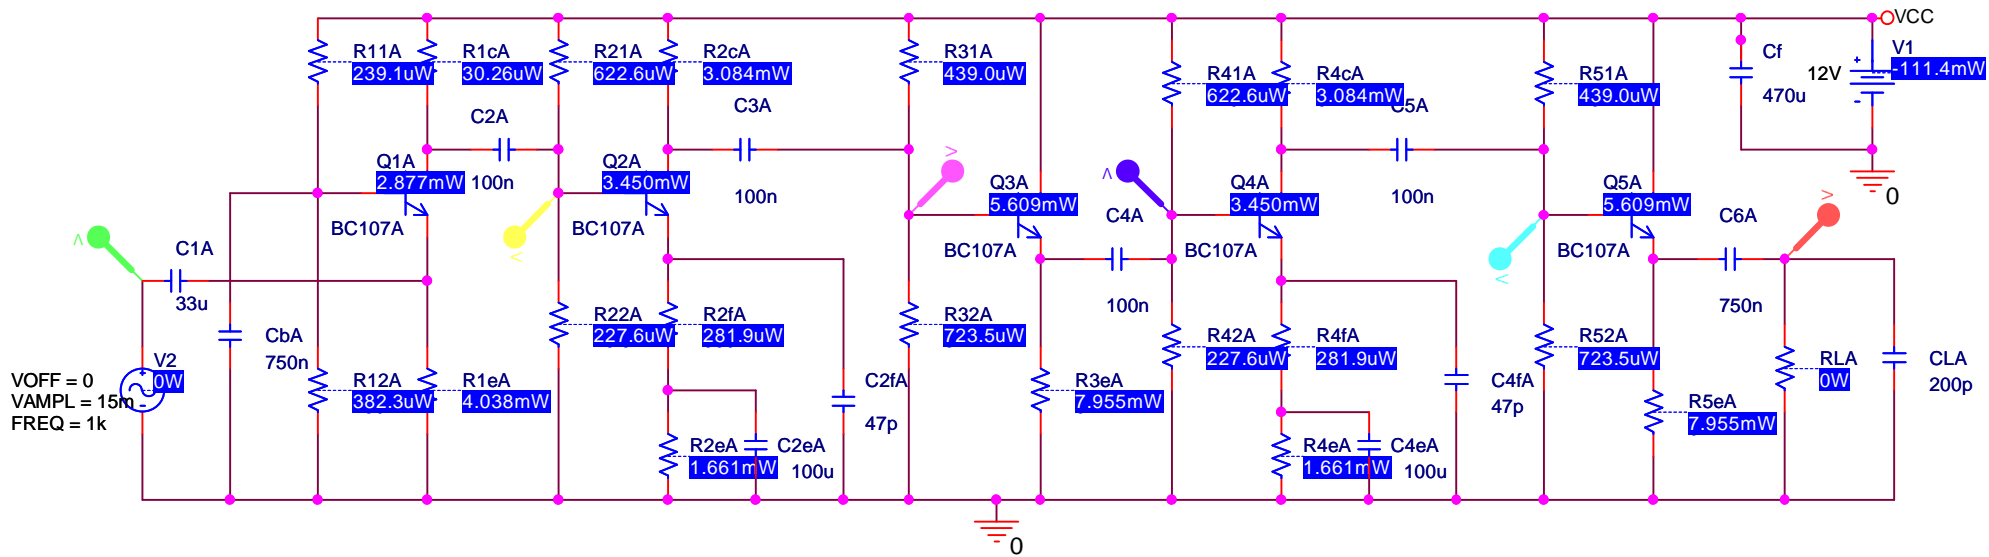 VCC
R11A
239.1uW
R1cA
30.26uW
R21A
622.6uW
R2cA
3.084mW
R31A
439.0uW
R41A
622.6uW
R4cA
3.084mW
R51A
439.0uW
Cf
470u
12V
V1
-111.4mW
+
-
0
C2A
100n
C3A
100n
C5A
100n
Q1A
2.877mW
BC107A
Q2A
3.450mW
BC107A
Q3A
5.609mW
BC107A
C4A
100n
Q4A
3.450mW
BC107A
Q5A
5.609mW
BC107A
C6A
750n
V
V
V
V
V
V
C1A
33u
CbA
750n
V2
0W
+
-
VOFF = 0
VAMPL = 15m
FREQ = 1k
R12A
382.3uW
R1eA
4.038mW
R22A
227.6uW
R2fA
281.9uW
C2fA
47p
R2eA
1.661mW
C2eA
100u
R32A
723.5uW
R3eA
7.955mW
R42A
227.6uW
R4fA
281.9uW
C4fA
47p
R4eA
1.661mW
C4eA
100u
R52A
723.5uW
R5eA
7.955mW
RLA
0W
CLA
200p
0